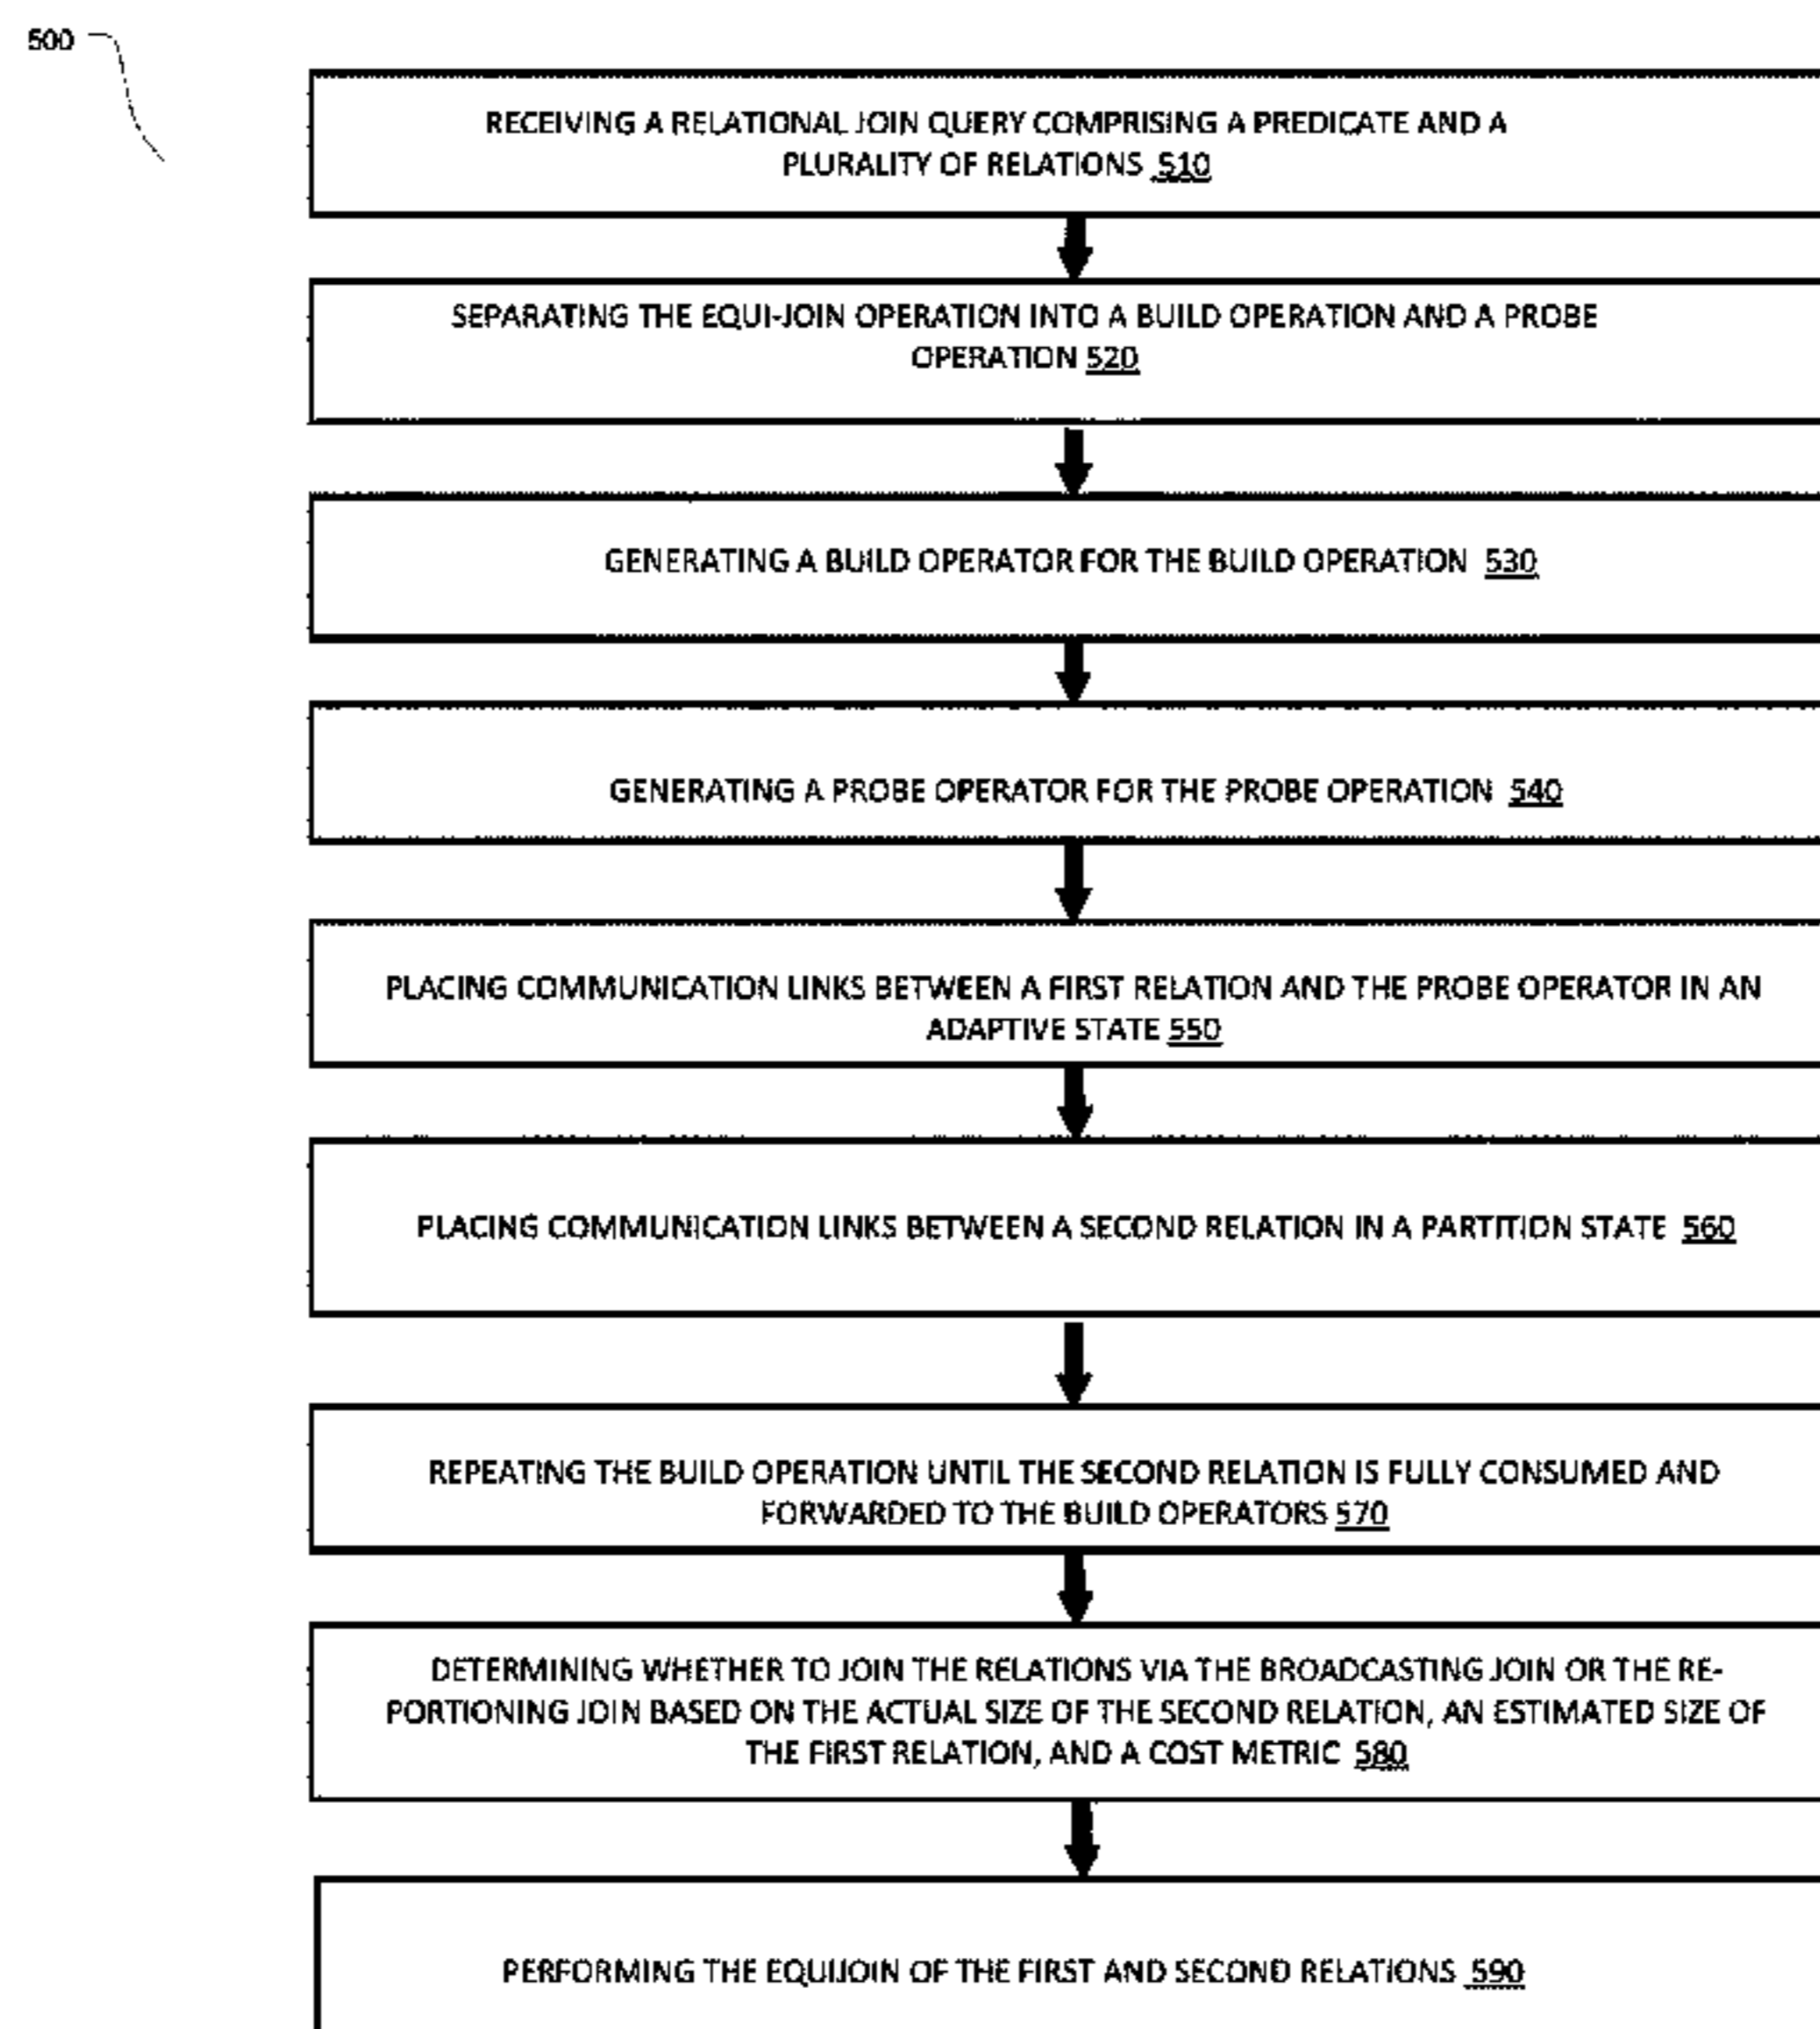 500
RECEIVING A RELATIONAL JOIN QUERY COMPRISING A PREDICATE AND A
PLURALITY OF RELATIONS 510
SEPARATING THE EQUI-JOIN OPERATION INTO A BUILD OPERATION AND A PROBE
OPERATION 520
GENERATING A BUILD OPERATOR FOR THE BUILD OPERATION 530
GENERATING A PROBE OPERATOR FOR THE PROBE OPERATION 540
PLACING COMMUNICATION LINKS BETWEEN A FIRST RELATION AND THE PROBE OPERATOR IN AN
ADAPTIVE STATE 550
PLACING COMMUNICATION LINKS BETWEEN A SECOND RELATION IN A PARTITION STATE 560
REPEATING THE BUILD OPERATION UNTIL THE SECOND RELATION IS FULLY CONSUMED AND
FORWARDED TO THE BUILD OPERATORS 570
DETERMINING WHETHER TO JOIN THE RELATIONS VIA THE BROADCASTING JOIN OR THE RE-
PORTIONING JOIN BASED ON THE ACTUAL SIZE OF THE SECOND RELATION, AN ESTIMATED SIZE OF
THE FIRST RELATION, AND A COST METRIC 580
PERFORMING THE EQUIJOIN OF THE FIRST AND SECOND RELATIONS 590